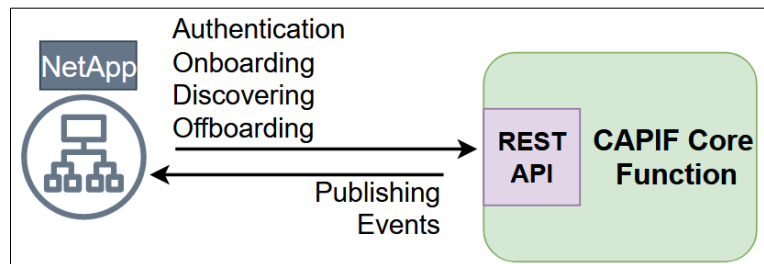 NetApp
Authentication
Onboarding
Discovering
Offboarding
Publishing
Events
REST
API
CAPIF Core
Function